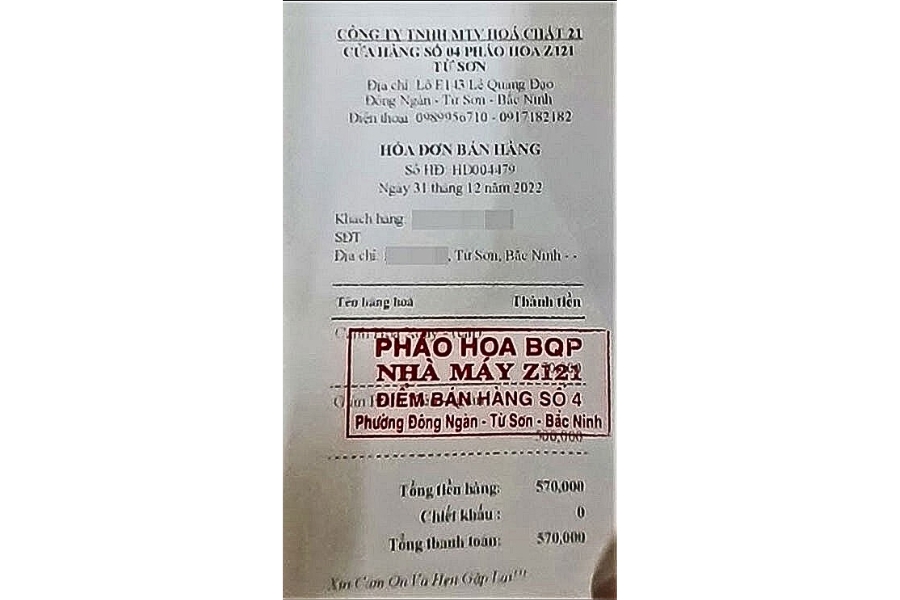 CÔNG TY TNHH MTV HOÁ CHẤT 21
CỬA HÀNG SỐ 04 PHÁO HOA Z121
TỪ SƠN
Địa chỉ: Lô F143 Lê Quang Đạo
Đông Ngàn - Từ Sơn - Bắc Ninh
Điện thoại: 0989956710 - 0917182182
HÓA ĐƠN BÁN HÀNG
Số HĐ: HD004479
Ngày 31 tháng 12 năm 2022
Khách hàng:
SĐT
Địa chỉ: , Từ Sơn, Bắc Ninh - -
Tên hàng hoá Thành tiền
PHÁO HOA BQP
NHÀ MÁY Z121
ĐIỂM BÁN HÀNG SỐ 4
Phường Đông Ngàn - Từ Sơn - Bắc Ninh
500,000
Tổng tiền hàng: 570,000
Chiết khấu : 0
Tổng thanh toán: 570,000
Xin Cảm Ơn Và Hẹn Gặp Lại!!!